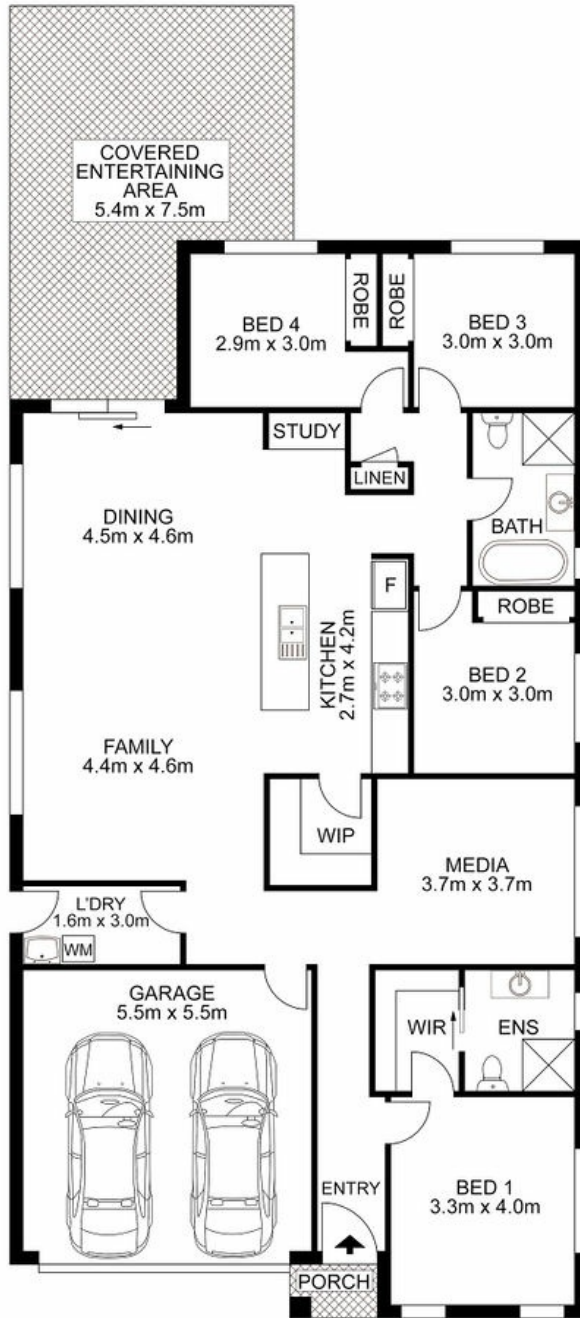 COVERED
ENTERTAINING
AREA
5.4m x 7.5m
BED 4
2.9m x 3.0m
ROBE
ROBE
BED 3
3.0m x 3.0m
STUDY
LINEN
DINING
4.5m x 4.6m
BATH
F
ROBE
KITCHEN
2.7m x 4.2m
BED 2
3.0m x 3.0m
FAMILY
4.4m x 4.6m
WIP
MEDIA
3.7m x 3.7m
L'DRY
1.6m x 3.0m
WM
GARAGE
5.5m x 5.5m
WIR
ENS
ENTRY
BED 1
3.3m x 4.0m
PORCH